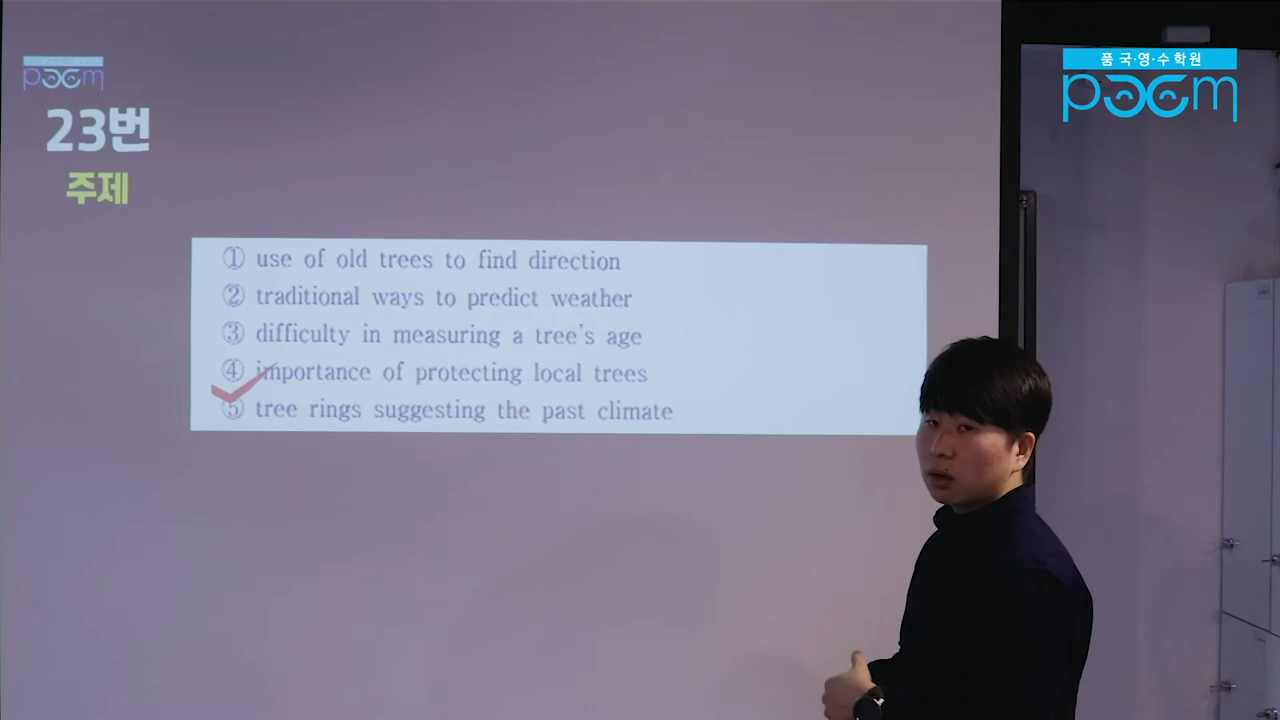 품 국·영·수 학원
poom
poom
23번
주제
① use of old trees to find direction
② traditional ways to predict weather
③ difficulty in measuring a tree's age
④ importance of protecting local trees
⑤ tree rings suggesting the past climate